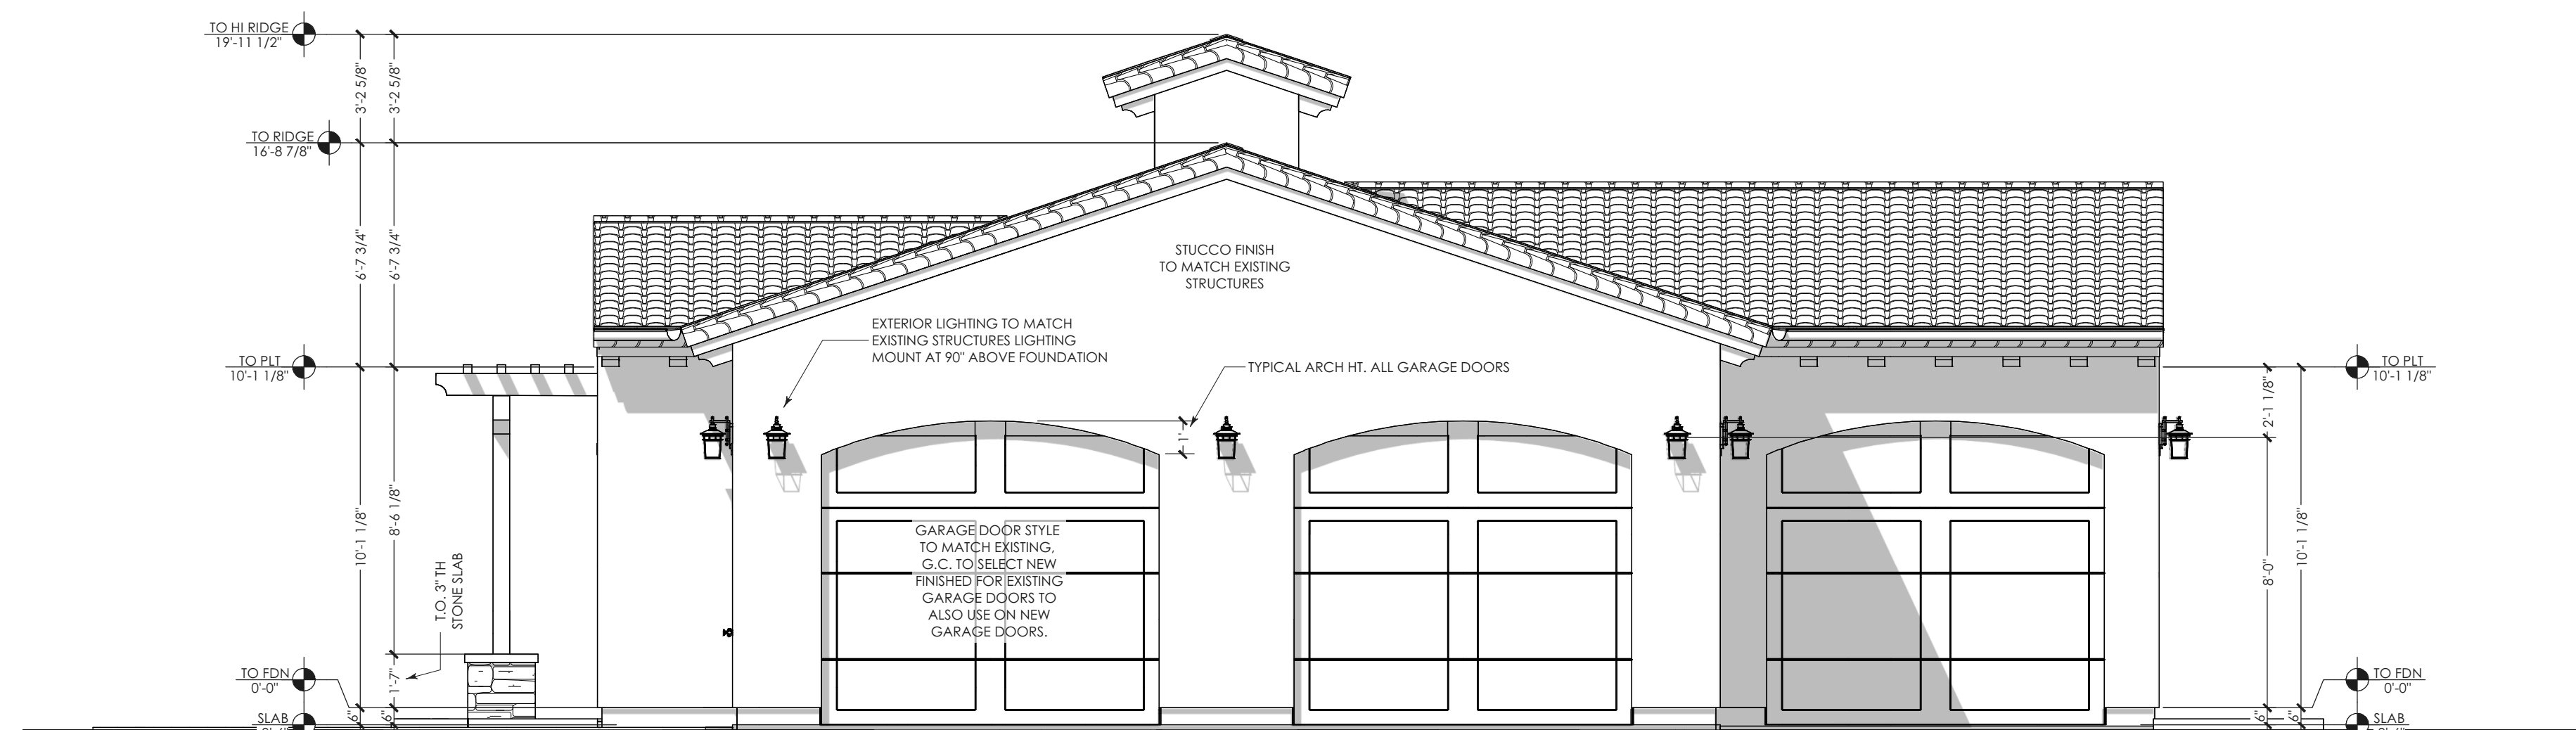 TO HI RIDGE
19'-11 1/2"
3'-2 5/8"
3'-2 5/8"
TO RIDGE
16'-8 7/8"
6'-7 3/4"
6'-7 3/4"
STUCCO FINISH
TO MATCH EXISTING
STRUCTURES
EXTERIOR LIGHTING TO MATCH
EXISTING STRUCTURES LIGHTING
MOUNT AT 90" ABOVE FOUNDATION
TYPICAL ARCH HT. ALL GARAGE DOORS
TO PLT
10'-1 1/8"
TO PLT
10'-1 1/8"
2'-1 1/8"
1'
10'-1 1/8"
8'-6 1/8"
8'-0"
10'-1 1/8"
GARAGE DOOR STYLE
TO MATCH EXISTING,
G.C. TO SELECT NEW
FINISHED FOR EXISTING
GARAGE DOORS TO
ALSO USE ON NEW
GARAGE DOORS.
T.O. 3" TH
STONE SLAB
1'-7"
TO FDN
0'-0"
TO FDN
0'-0"
6"
6"
6"
6"
SLAB
SLAB